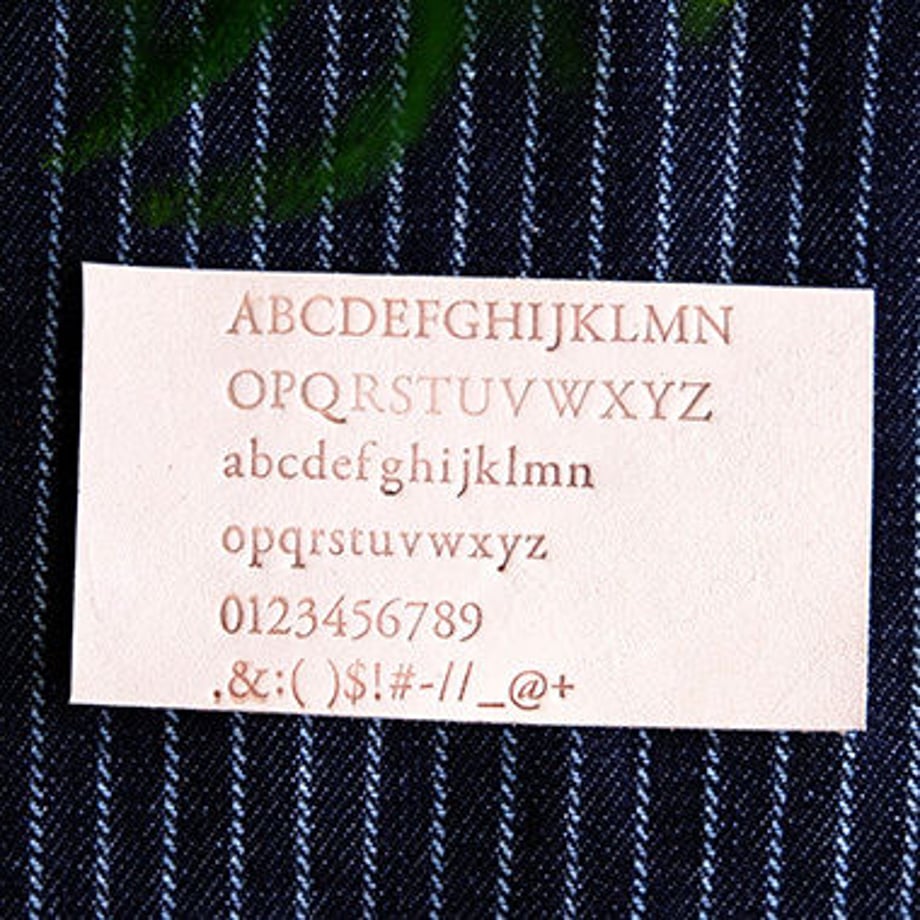 ABCDEFGHIJKLMN
OPQRSTUVWXYZ
abcdefghijklmn
opqrstuvwxyz
0123456789
.&:( )$!#-//_@+